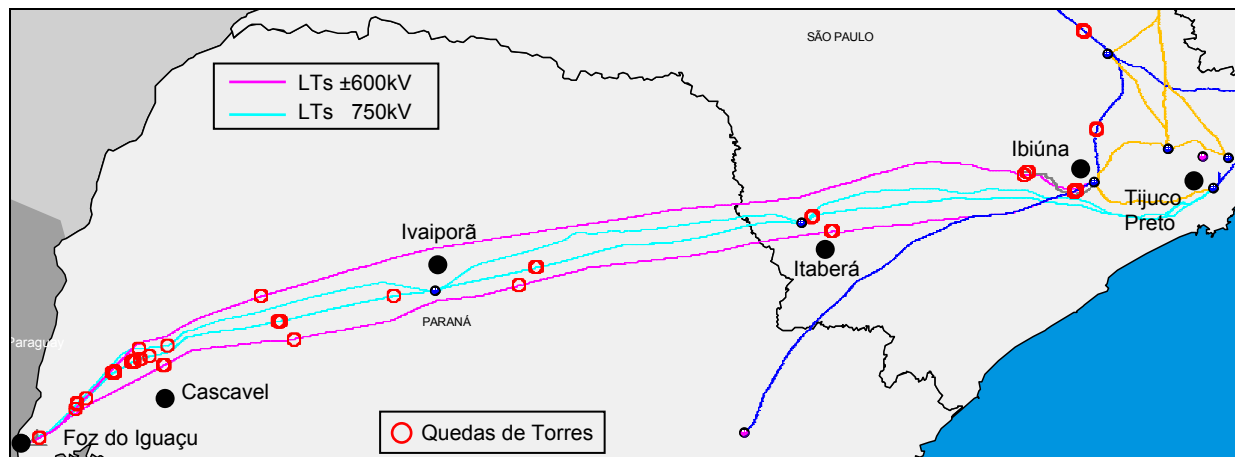 SÃO PAULO
LTs ±600kV
LTs 750kV
Ibiúna
Tijuco
Preto
Ivaiporã
Itaberá
PARANÁ
Paraguay
Cascavel
Quedas de Torres
Foz do Iguaçu